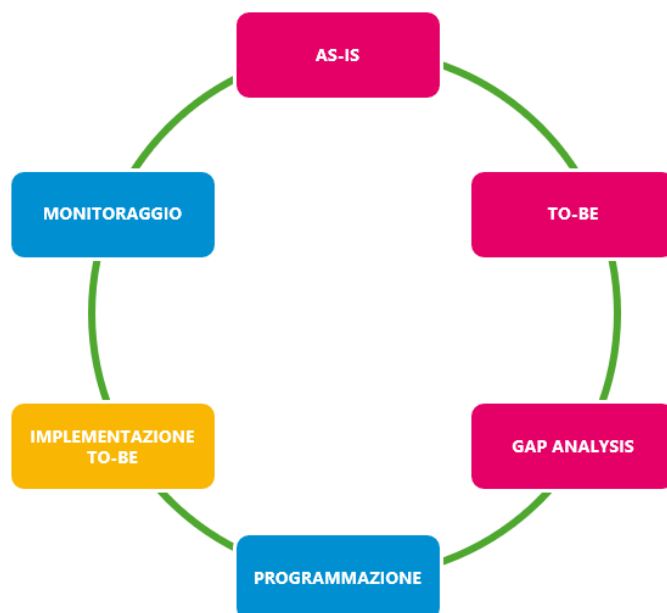 AS-IS
TO-BE
GAP ANALYSIS
PROGRAMMAZIONE
IMPLEMENTAZIONE
TO-BE
MONITORAGGIO